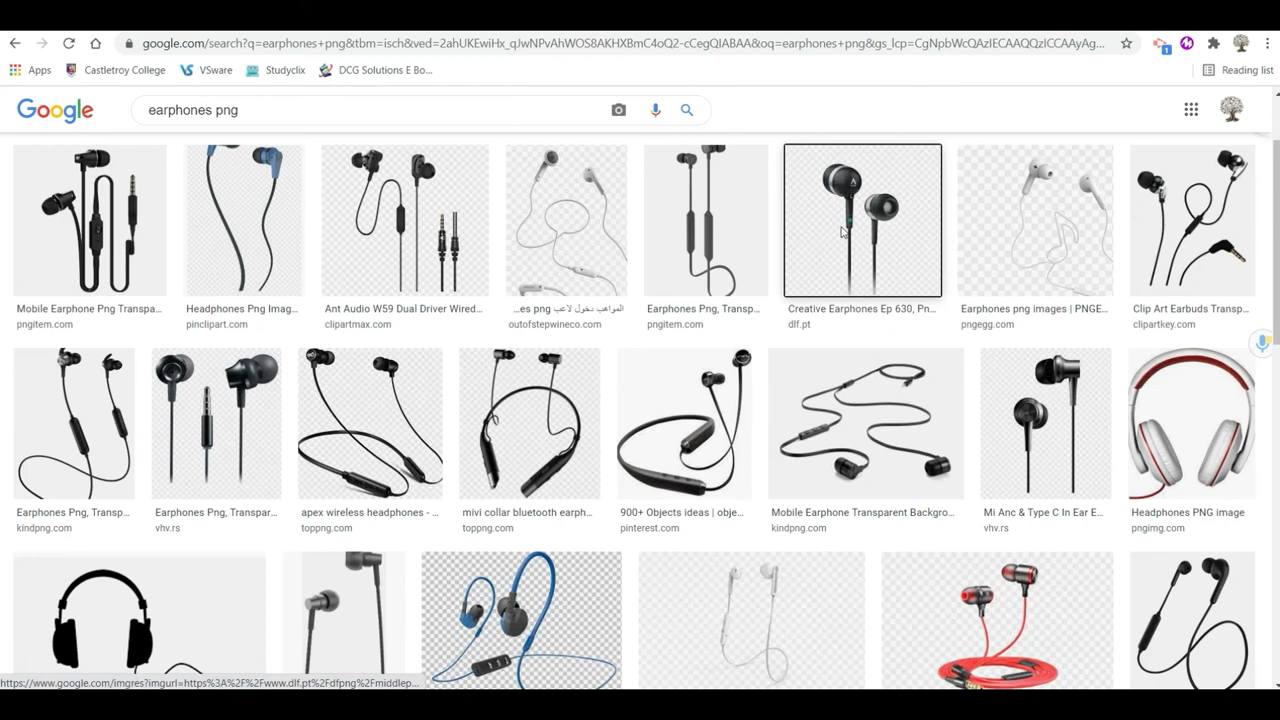 google.com/search?q=earphones+png&tbm=isch&ved=2ahUKEwiHx_qJwNPvAhWOS8AKHXBmC4oQ2-cCegQIABAA&oq=earphones+png&gs_lcp=CgNpbWcQAzIECAAQQzICCAAyAg...
Apps Castletroy College VSware Studyclix DCG Solutions E Bo... Reading list
Google earphones png
Mobile Earphone Png Transpa... Headphones Png Imag... Ant Audio W59 Dual Driver Wired... المواهب دخول لاعب es png... Earphones Png, Transp... Creative Earphones Ep 630, Pn... Earphones png images | PNGE... Clip Art Earbuds Transp...
pngitem.com pinclipart.com clipartmax.com outofstepwineco.com pngitem.com dlf.pt pngegg.com clipartkey.com
Earphones Png, Transp... Earphones Png, Transpar... apex wireless headphones - ... mivi collar bluetooth earph... 900+ Objects ideas | obje... Mobile Earphone Transparent Backgro... Mi Anc & Type C In Ear E... Headphones PNG image
kindpng.com vhv.rs toppng.com toppng.com pinterest.com kindpng.com vhv.rs pngimg.com
https://www.google.com/imgres?imgurl=https%3A%2F%2Fwww.dlf.pt%2Fdfpng%2Fmiddlep...